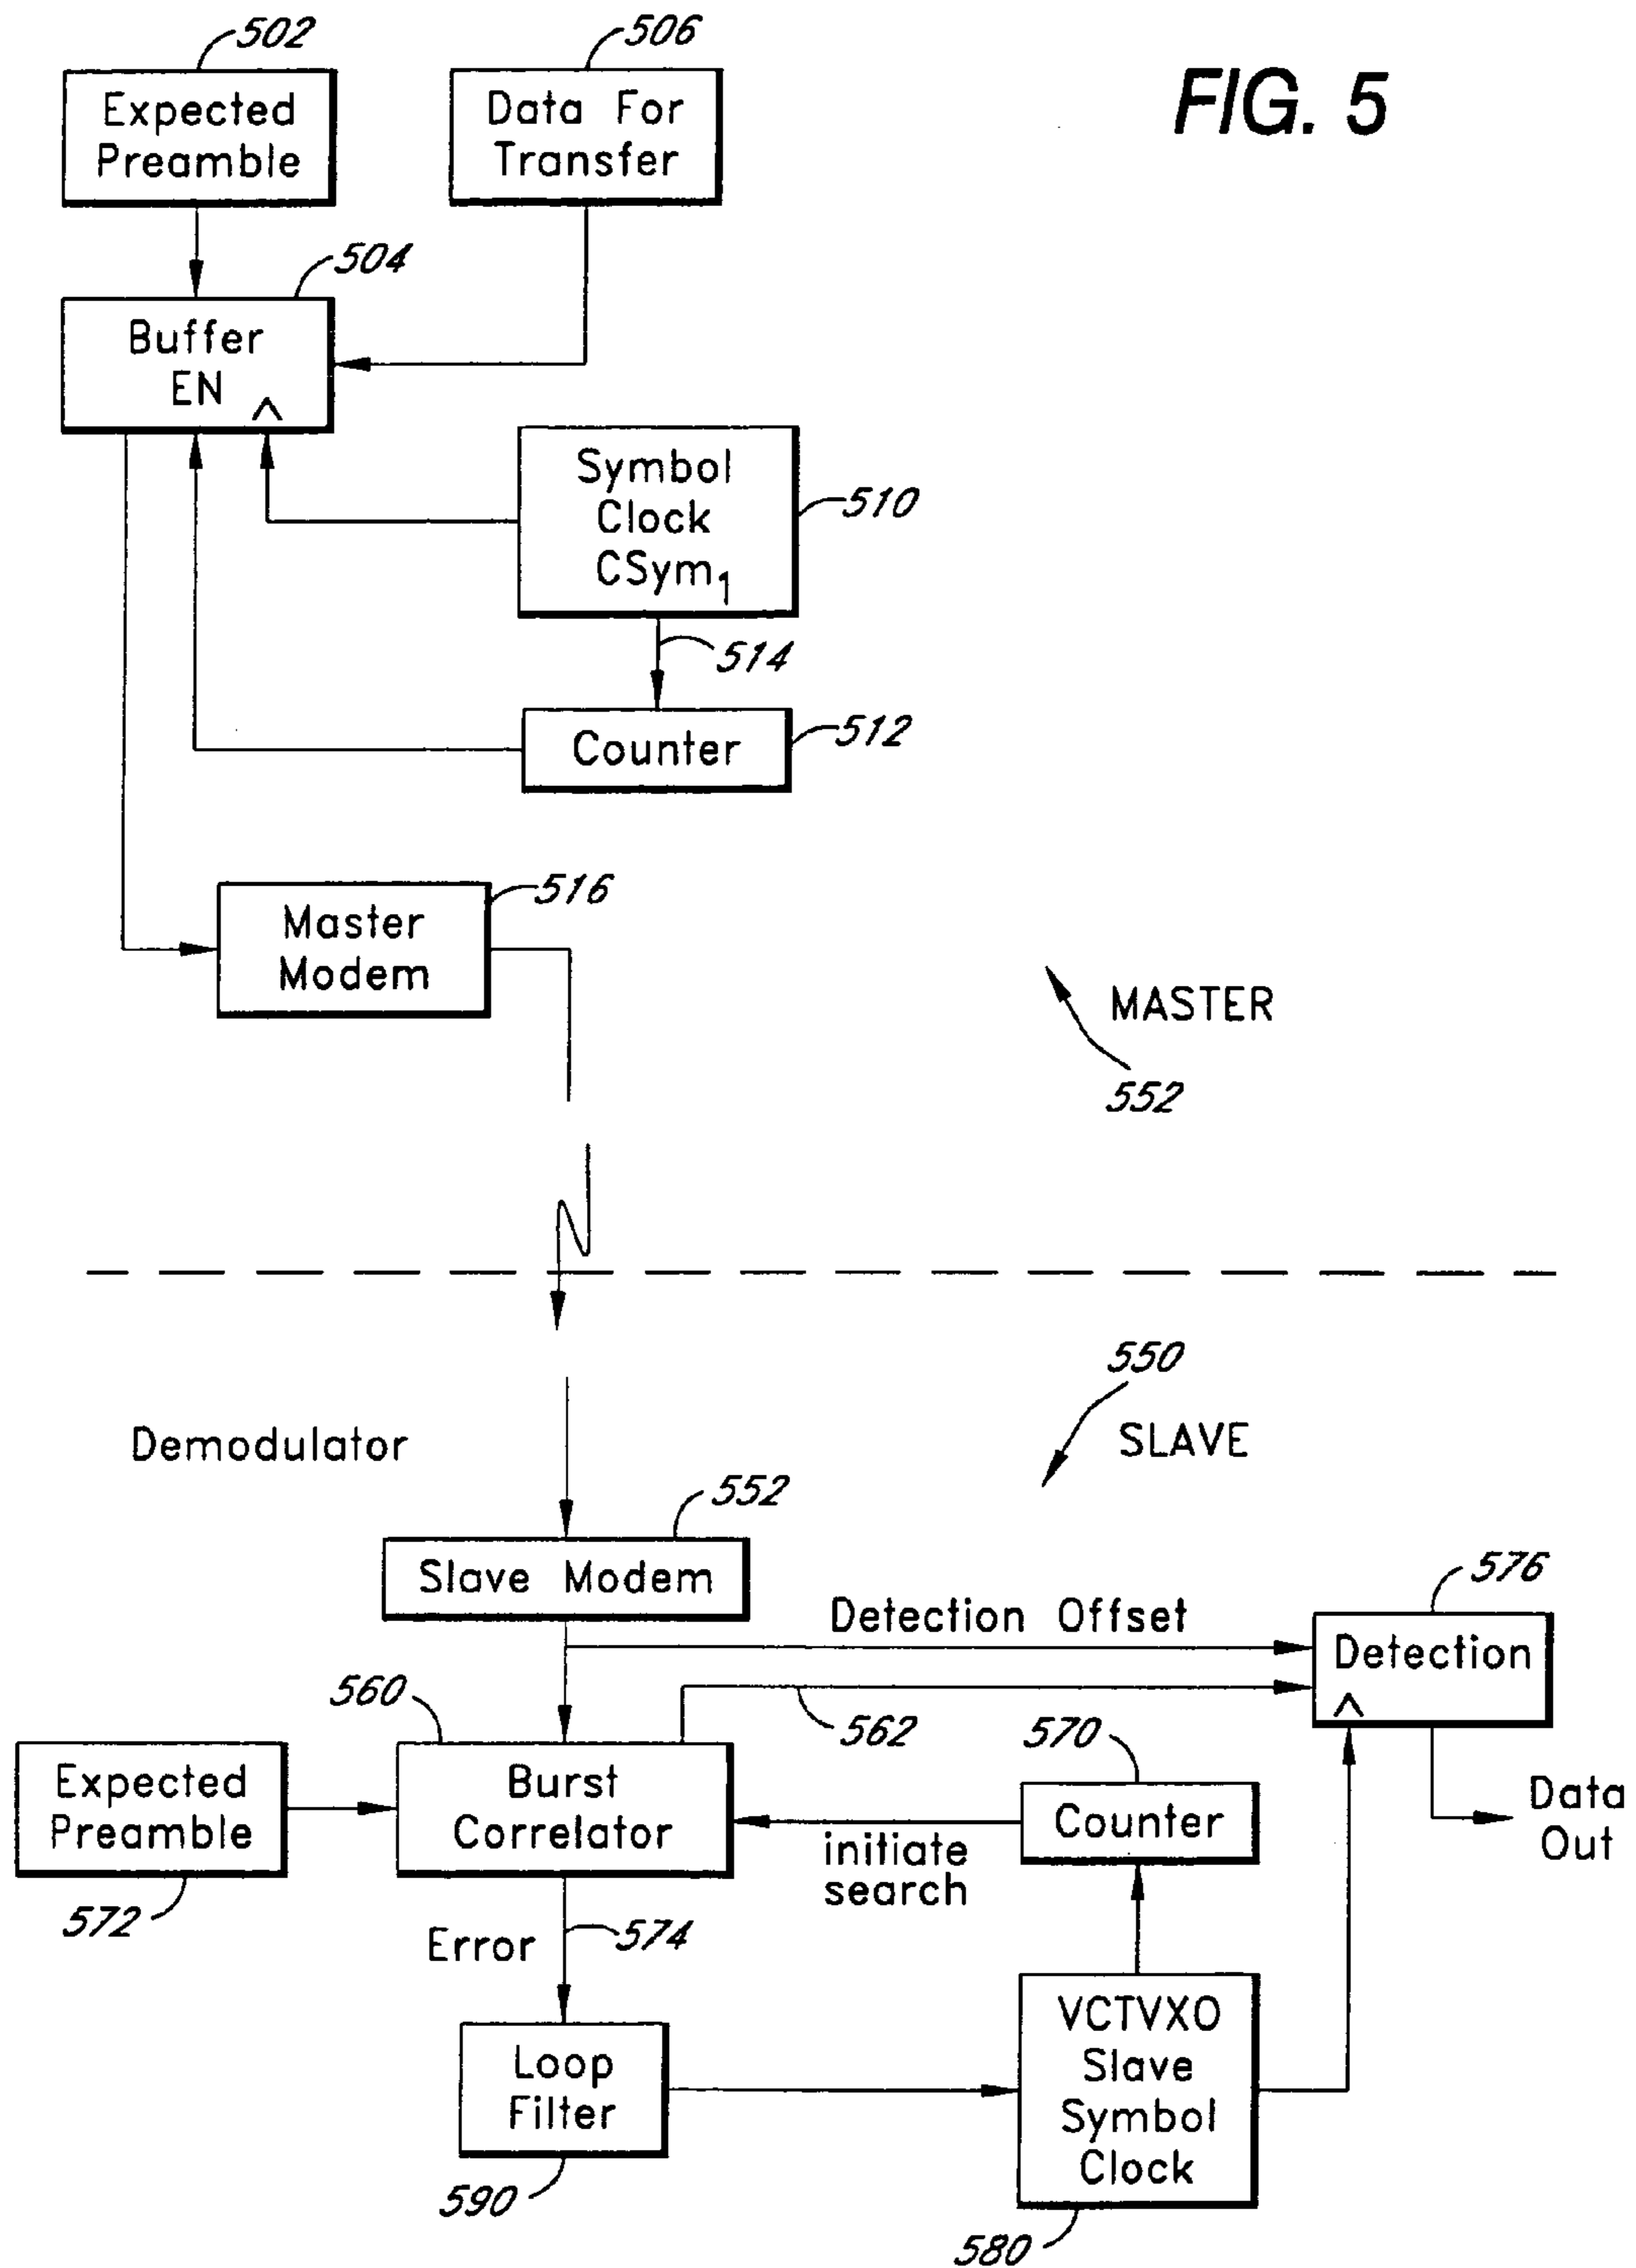 FIG. 5
502
Expected
Preamble
506
Data For
Transfer
504
Buffer
EN
Symbol
Clock
CSym1
510
514
Counter
512
Master
Modem
516
MASTER
552
550
SLAVE
Demodulator
552
Slave Modem
Detection Offset
576
Detection
560
562
570
Expected
Preamble
572
Burst
Correlator
initiate
search
Counter
Data
Out
Error
574
Loop
Filter
590
VCTVXO
Slave
Symbol
Clock
580